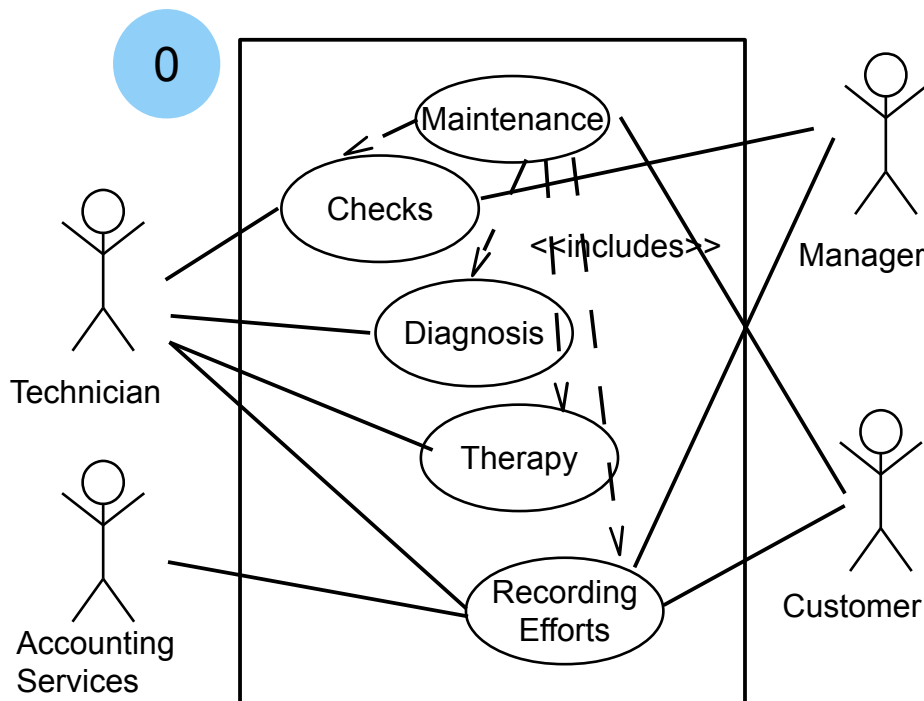 0
Maintenance
Checks
<<includes>>
Manager
Diagnosis
Technician
Therapy
Recording
Efforts
Customer
Accounting
Services